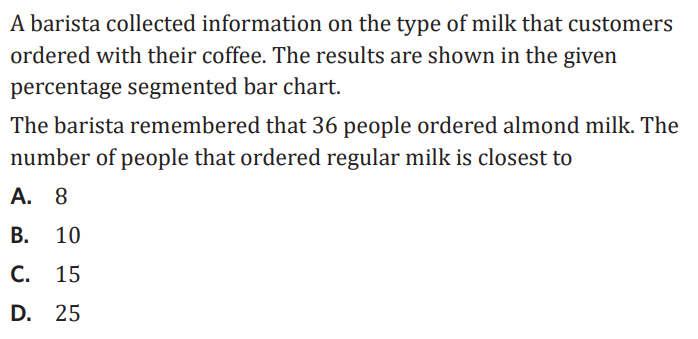 A barista collected information on the type of milk that customers
ordered with their coffee. The results are shown in the given
percentage segmented bar chart.
The barista remembered that 36 people ordered almond milk. The
number of people that ordered regular milk is closest to
A. 8
B. 10
C. 15
D. 25